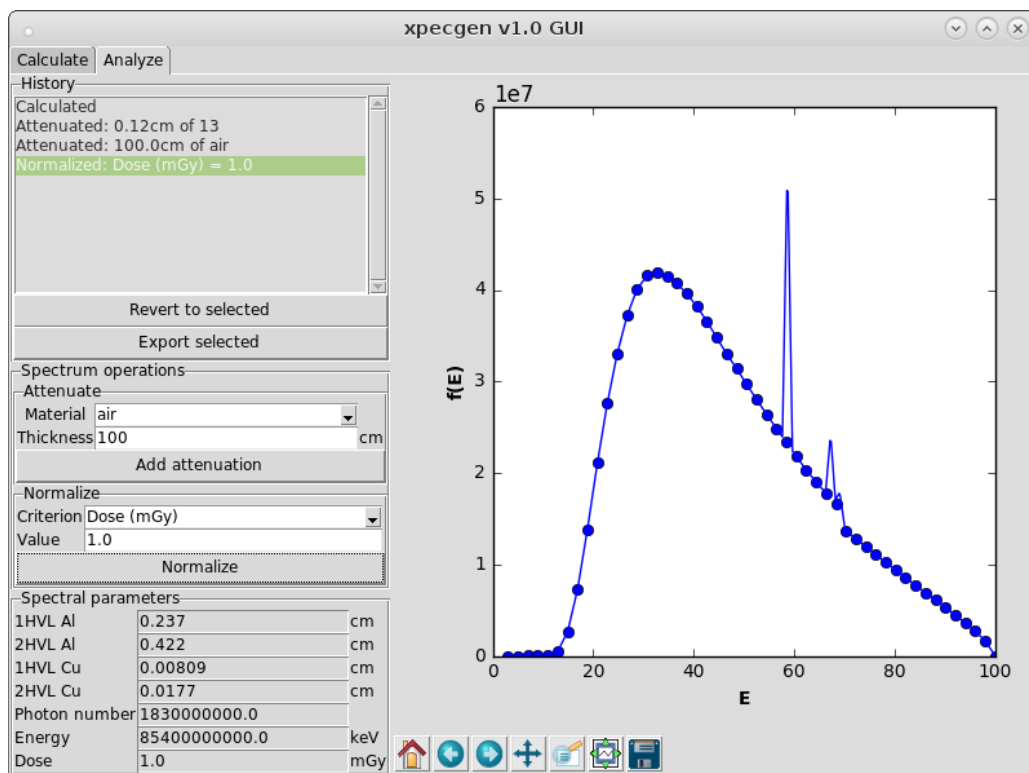 xpecgen v1.0 GUI
Calculate Analyze
History
Calculated
Attenuated: 0.12cm of 13
Attenuated: 100.0cm of air
Normalized: Dose (mGy) = 1.0
Revert to selected
Export selected
Spectrum operations
Attenuate
Material air
Thickness 100 cm
Add attenuation
Normalize
Criterion Dose (mGy)
Value 1.0
Normalize
Spectral parameters
1HVL Al 0.237 cm
2HVL Al 0.422 cm
1HVL Cu 0.00809 cm
2HVL Cu 0.0177 cm
Photon number 1830000000.0
Energy 85400000000.0 keV
Dose 1.0 mGy
1e7
6
5
4
3
2
1
0
f(E)
0 20 40 60 80 100
E